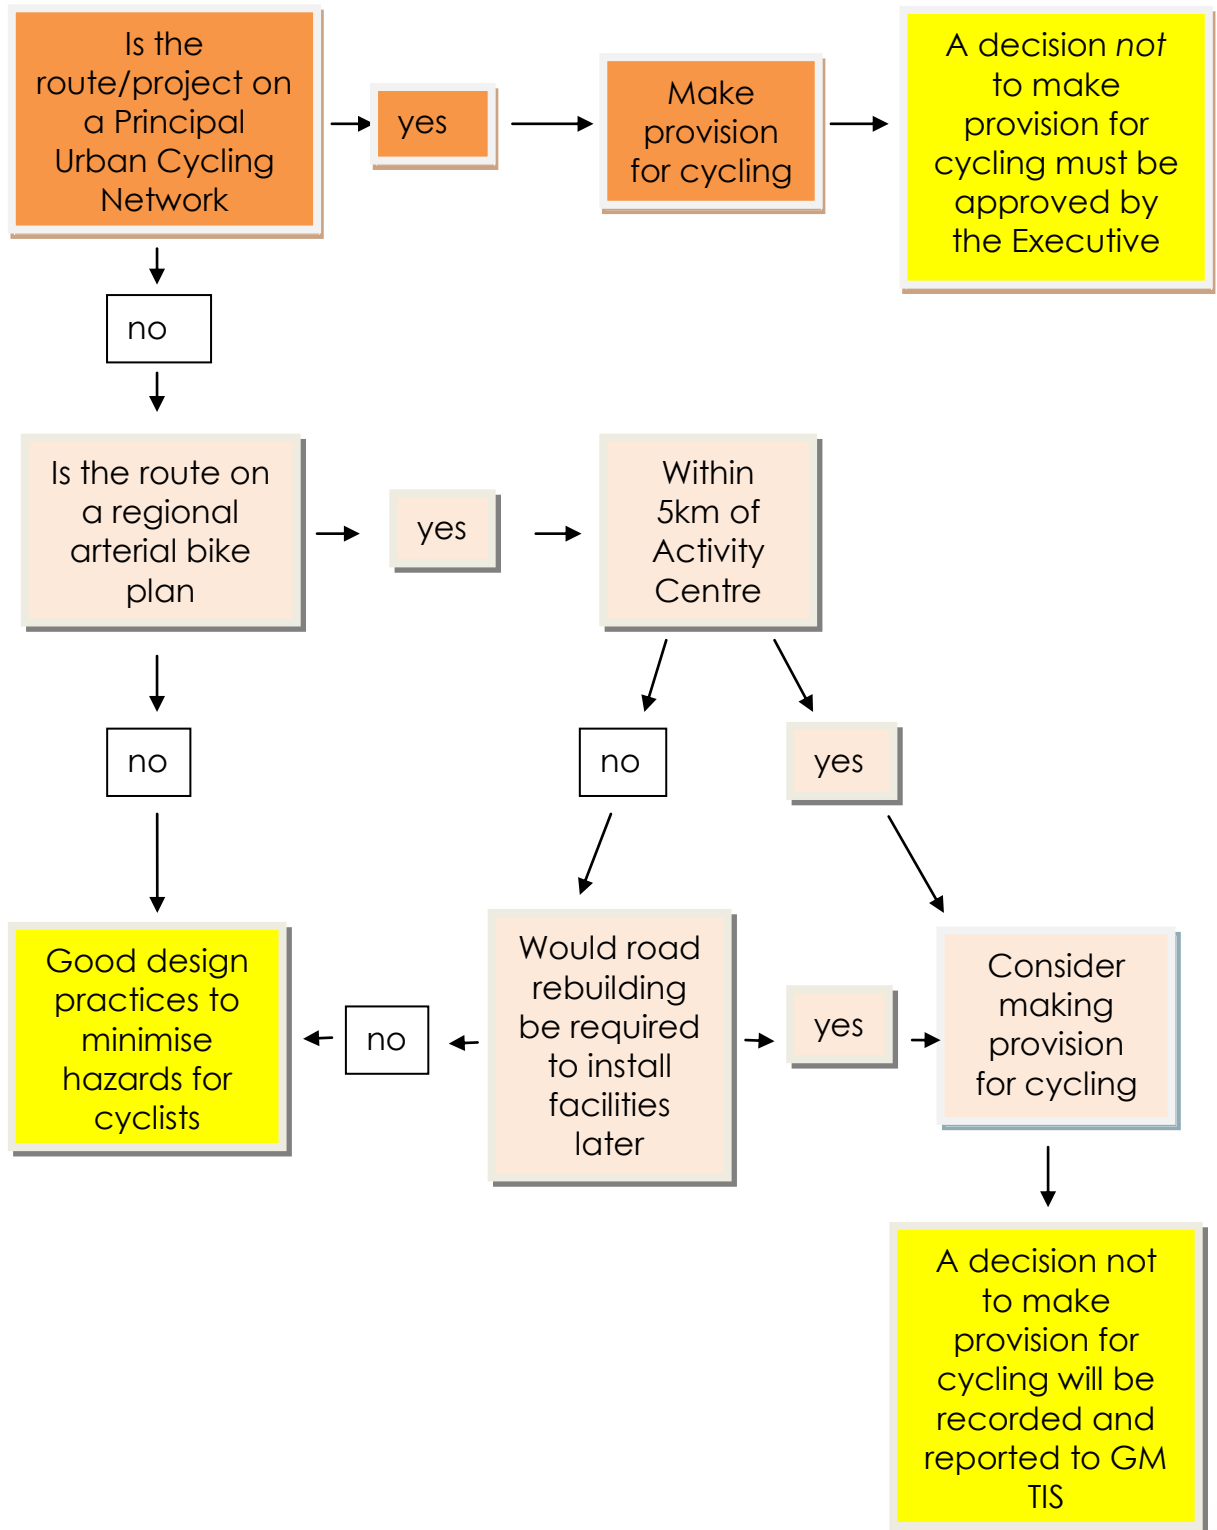 Is the
route/project on
a Principal
Urban Cycling
Network
yes
Make
provision
for cycling
A decision not
to make
provision for
cycling must be
approved by
the Executive
no
Is the route on
a regional
arterial bike
plan
yes
Within
5km of
Activity
Centre
no
no
yes
Good design
practices to
minimise
hazards for
cyclists
no
Would road
rebuilding
be required
to install
facilities
later
yes
Consider
making
provision
for cycling
A decision not
to make
provision for
cycling will be
recorded and
reported to GM
TIS